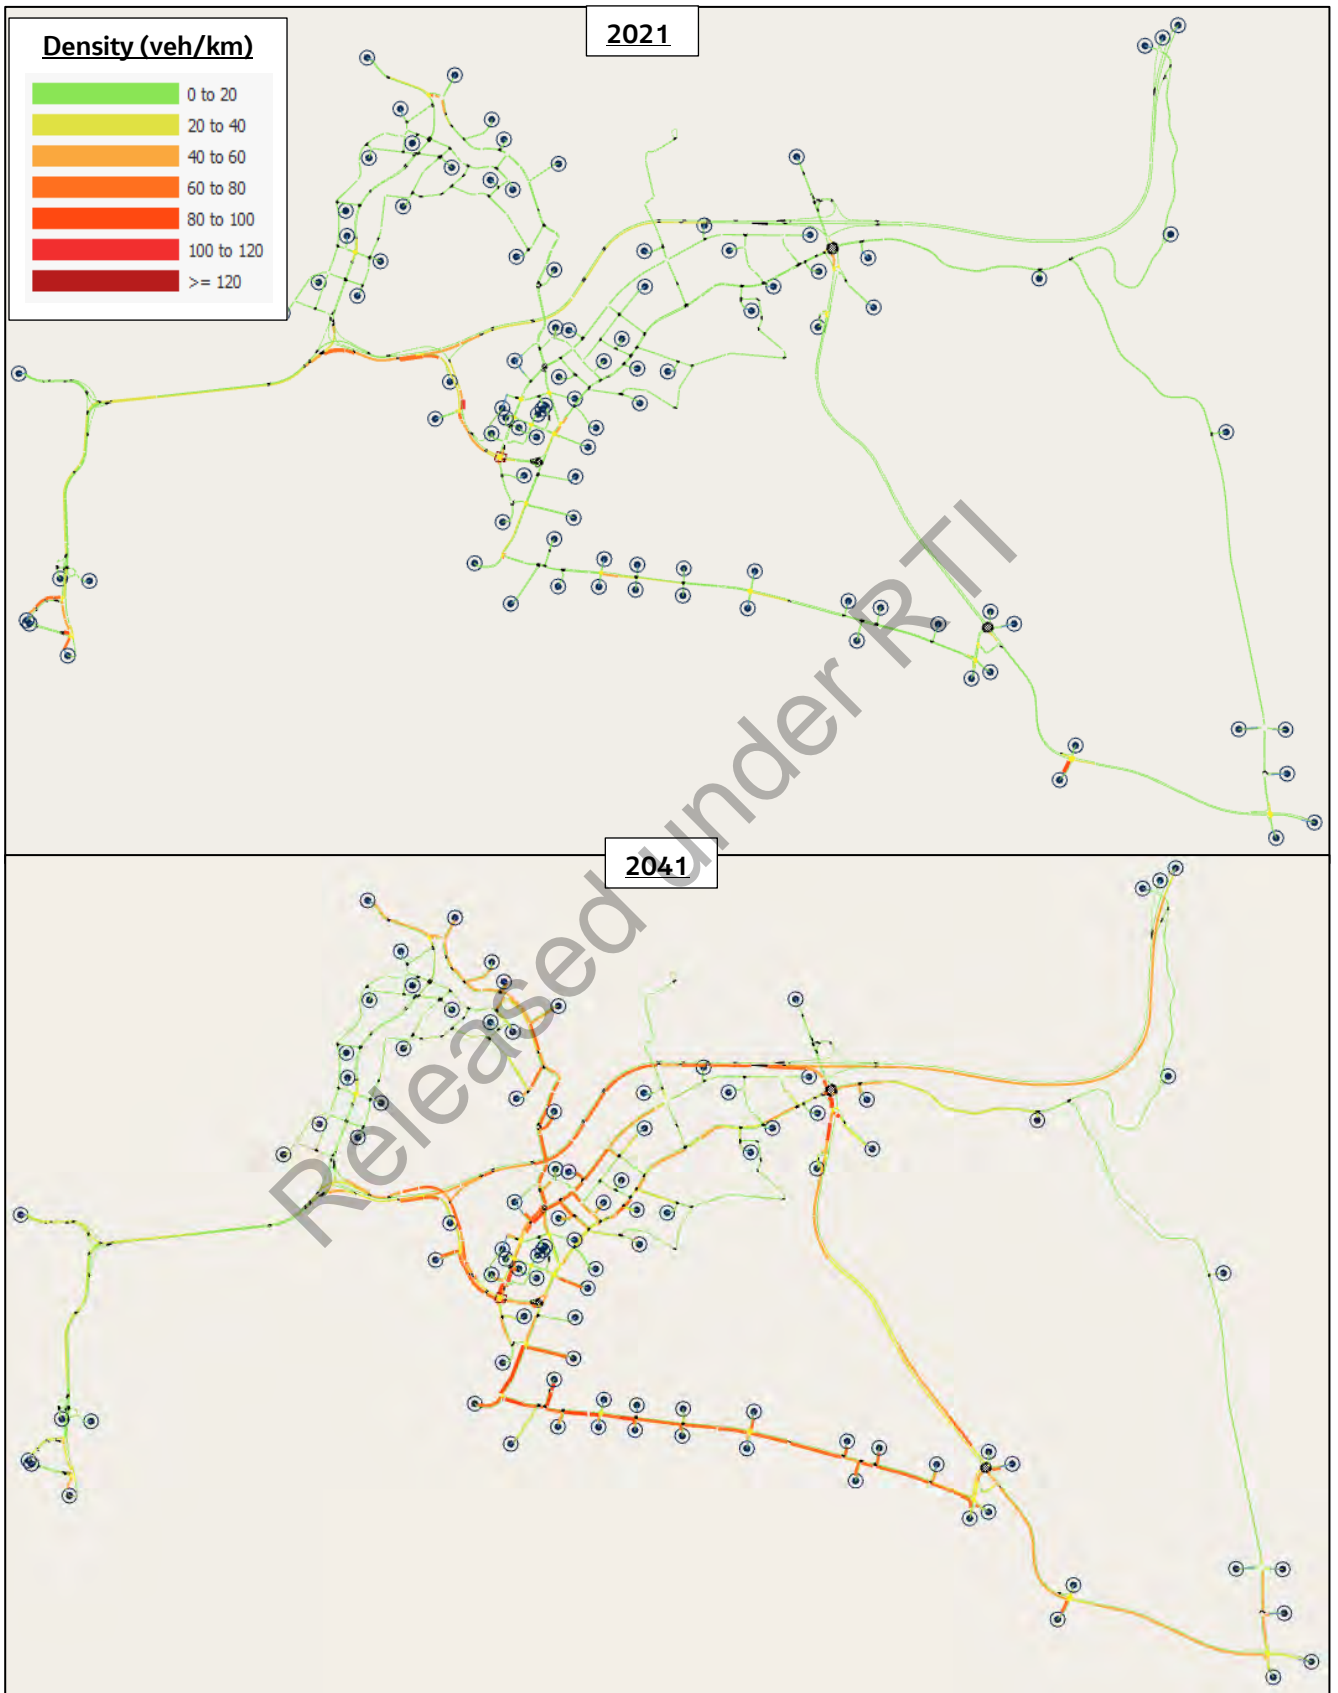 2021
Density (veh/km)
0 to 20
20 to 40
40 to 60
60 to 80
80 to 100
100 to 120
>= 120
Released under RTI
2041